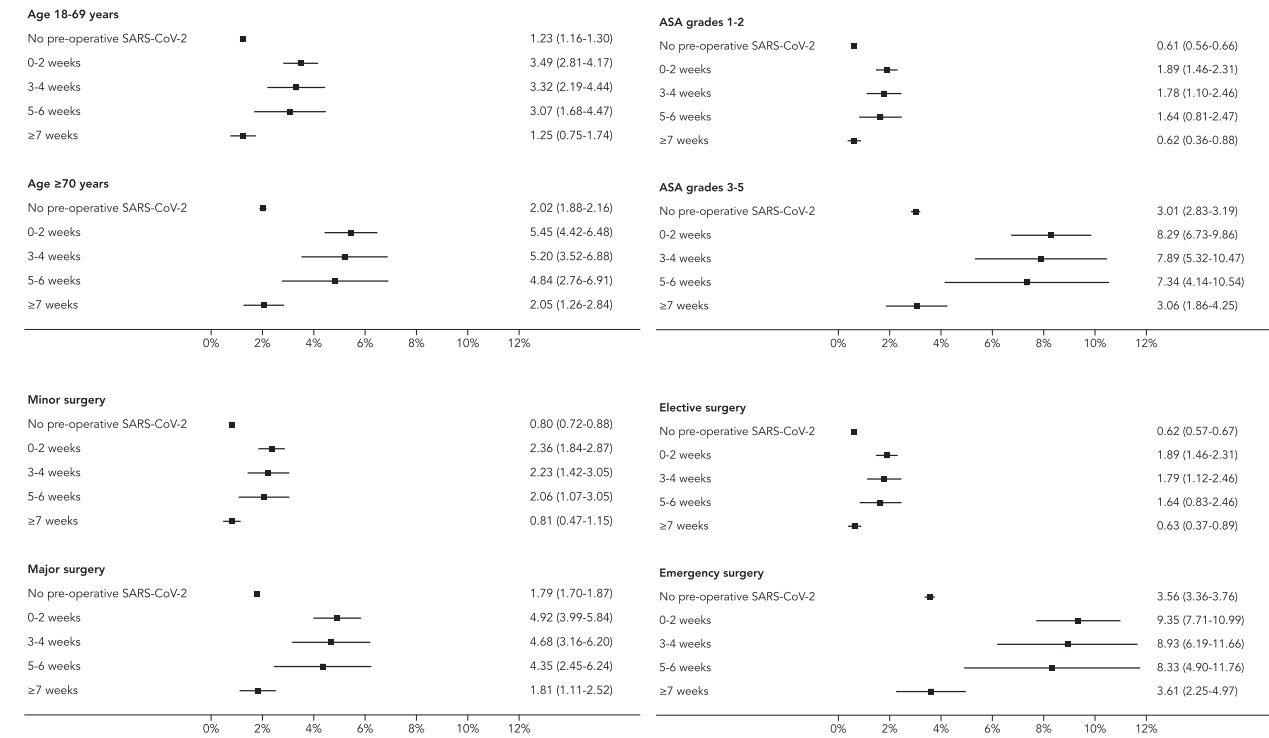 Age 18-69 years
No pre-operative SARS-CoV-2 1.23 (1.16-1.30)
0-2 weeks 3.49 (2.81-4.17)
3-4 weeks 3.32 (2.19-4.44)
5-6 weeks 3.07 (1.68-4.47)
≥7 weeks 1.25 (0.75-1.74)
Age ≥70 years
No pre-operative SARS-CoV-2 2.02 (1.88-2.16)
0-2 weeks 5.45 (4.42-6.48)
3-4 weeks 5.20 (3.52-6.88)
5-6 weeks 4.84 (2.76-6.91)
≥7 weeks 2.05 (1.26-2.84)
0% 2% 4% 6% 8% 10% 12%
ASA grades 1-2
No pre-operative SARS-CoV-2 0.61 (0.56-0.66)
0-2 weeks 1.89 (1.46-2.31)
3-4 weeks 1.78 (1.10-2.46)
5-6 weeks 1.64 (0.81-2.47)
≥7 weeks 0.62 (0.36-0.88)
ASA grades 3-5
No pre-operative SARS-CoV-2 3.01 (2.83-3.19)
0-2 weeks 8.29 (6.73-9.86)
3-4 weeks 7.89 (5.32-10.47)
5-6 weeks 7.34 (4.14-10.54)
≥7 weeks 3.06 (1.86-4.25)
0% 2% 4% 6% 8% 10% 12%
Minor surgery
No pre-operative SARS-CoV-2 0.80 (0.72-0.88)
0-2 weeks 2.36 (1.84-2.87)
3-4 weeks 2.23 (1.42-3.05)
5-6 weeks 2.06 (1.07-3.05)
≥7 weeks 0.81 (0.47-1.15)
Major surgery
No pre-operative SARS-CoV-2 1.79 (1.70-1.87)
0-2 weeks 4.92 (3.99-5.84)
3-4 weeks 4.68 (3.16-6.20)
5-6 weeks 4.35 (2.45-6.24)
≥7 weeks 1.81 (1.11-2.52)
0% 2% 4% 6% 8% 10% 12%
Elective surgery
No pre-operative SARS-CoV-2 0.62 (0.57-0.67)
0-2 weeks 1.89 (1.46-2.31)
3-4 weeks 1.79 (1.12-2.46)
5-6 weeks 1.64 (0.83-2.46)
≥7 weeks 0.63 (0.37-0.89)
Emergency surgery
No pre-operative SARS-CoV-2 3.56 (3.36-3.76)
0-2 weeks 9.35 (7.71-10.99)
3-4 weeks 8.93 (6.19-11.66)
5-6 weeks 8.33 (4.90-11.76)
≥7 weeks 3.61 (2.25-4.97)
0% 2% 4% 6% 8% 10% 12%